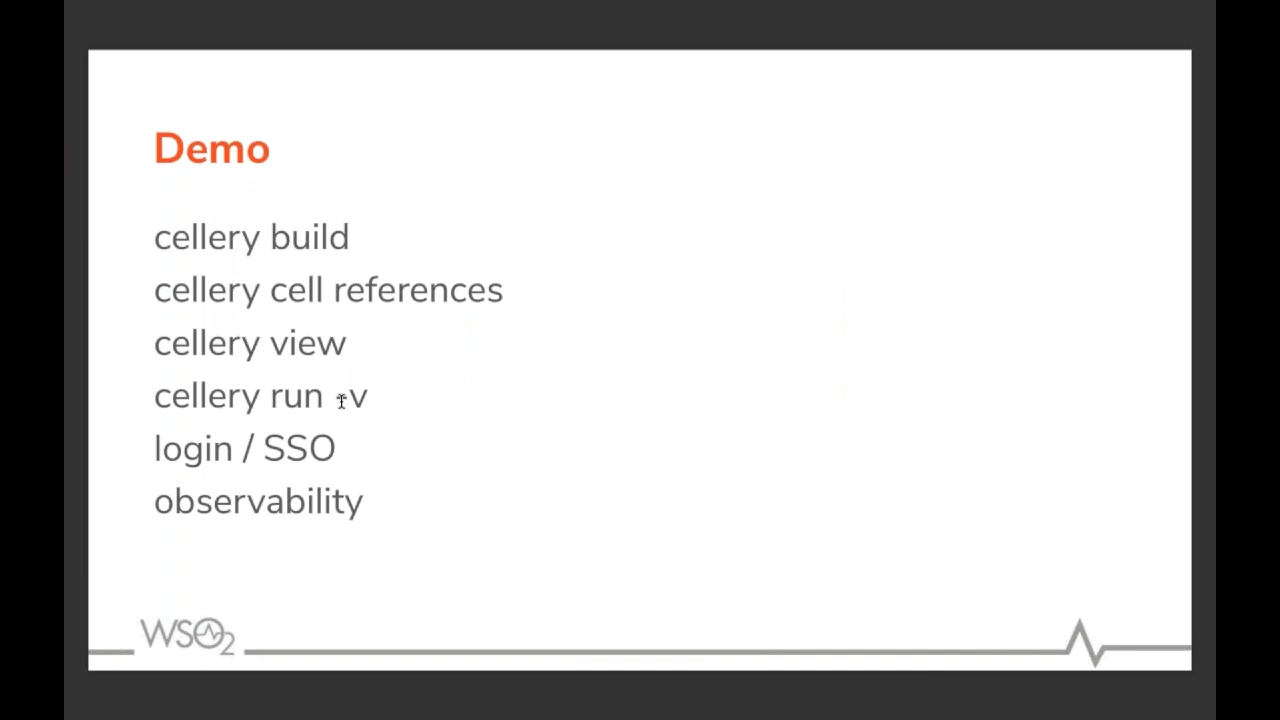 Demo
cellery build
cellery cell references
cellery view
cellery run -v
login / SSO
observability
WSO2